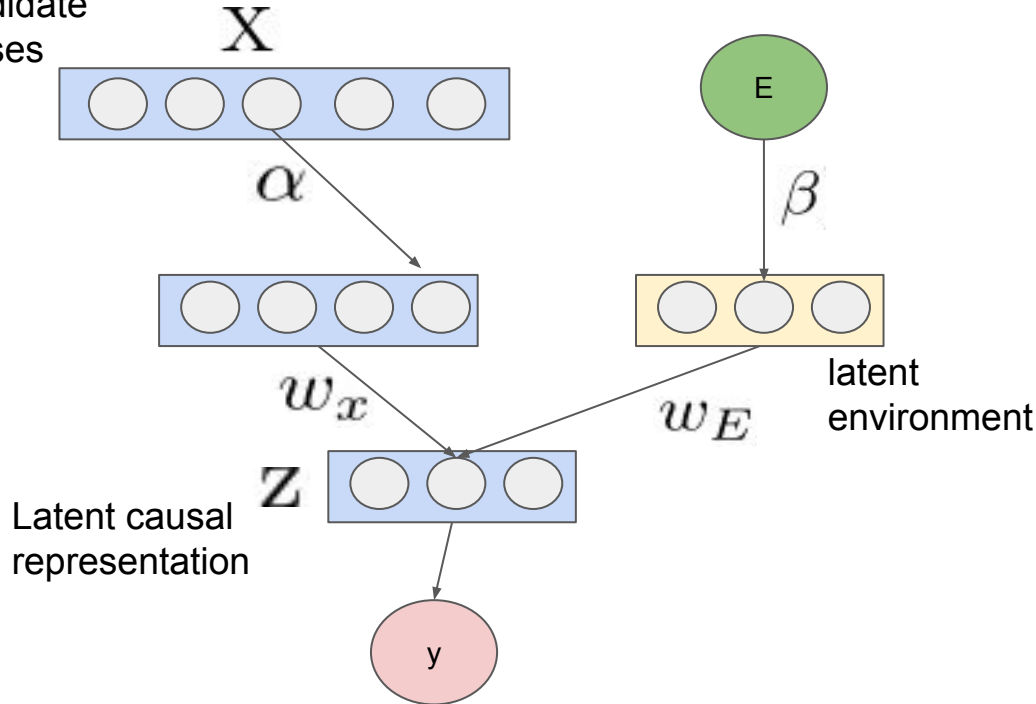 X
E
α
β
w_x
w_E
latent
environment
Z
Latent causal
representation
y